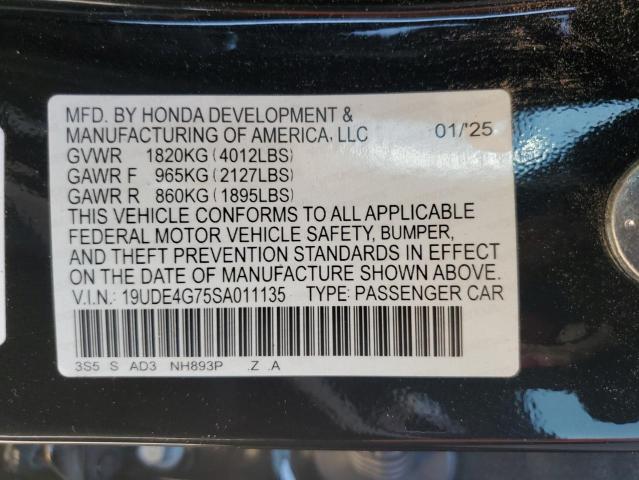 MFD. BY HONDA DEVELOPMENT &
MANUFACTURING OF AMERICA, LLC 01/'25
GVWR 1820KG (4012LBS)
GAWR F 965KG (2127LBS)
GAWR R 860KG (1895LBS)
THIS VEHICLE CONFORMS TO ALL APPLICABLE
FEDERAL MOTOR VEHICLE SAFETY, BUMPER,
AND THEFT PREVENTION STANDARDS IN EFFECT
ON THE DATE OF MANUFACTURE SHOWN ABOVE.
V.I.N.: 19UDE4G75SA011135 TYPE: PASSENGER CAR
3S5 S AD3 NH893P .Z .A